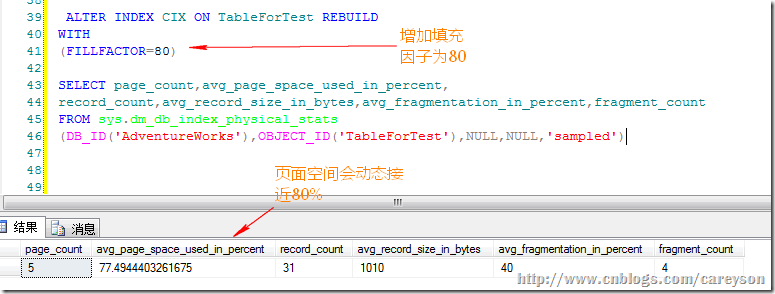 39
40 ALTER INDEX CIX ON TableForTest REBUILD
WITH
41 (FILLFACTOR=80)
增加填充
因子为80
42
43 SELECT page_count,avg_page_space_used_in_percent,
44 record_count,avg_record_size_in_bytes,avg_fragmentation_in_percent,fragment_count
45 FROM sys.dm_db_index_physical_stats
46 (DB_ID('AdventureWorks'),OBJECT_ID('TableForTest'),NULL,NULL,'sampled')
47
48
49
页面空间会动态接
近80%
结果 消息
page_count avg_page_space_used_in_percent record_count avg_record_size_in_bytes avg_fragmentation_in_percent fragment_count
5 77.4944403261675 31 1010 40 4
http://www.cnblogs.com/careyson